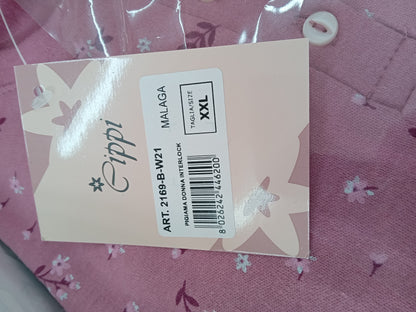 Cippi
ART. 2169-B-W21
MALAGA
TAGLIA/SIZE
XXL
PIGIAMA DONNA INTERLOCK
8 026242 446200